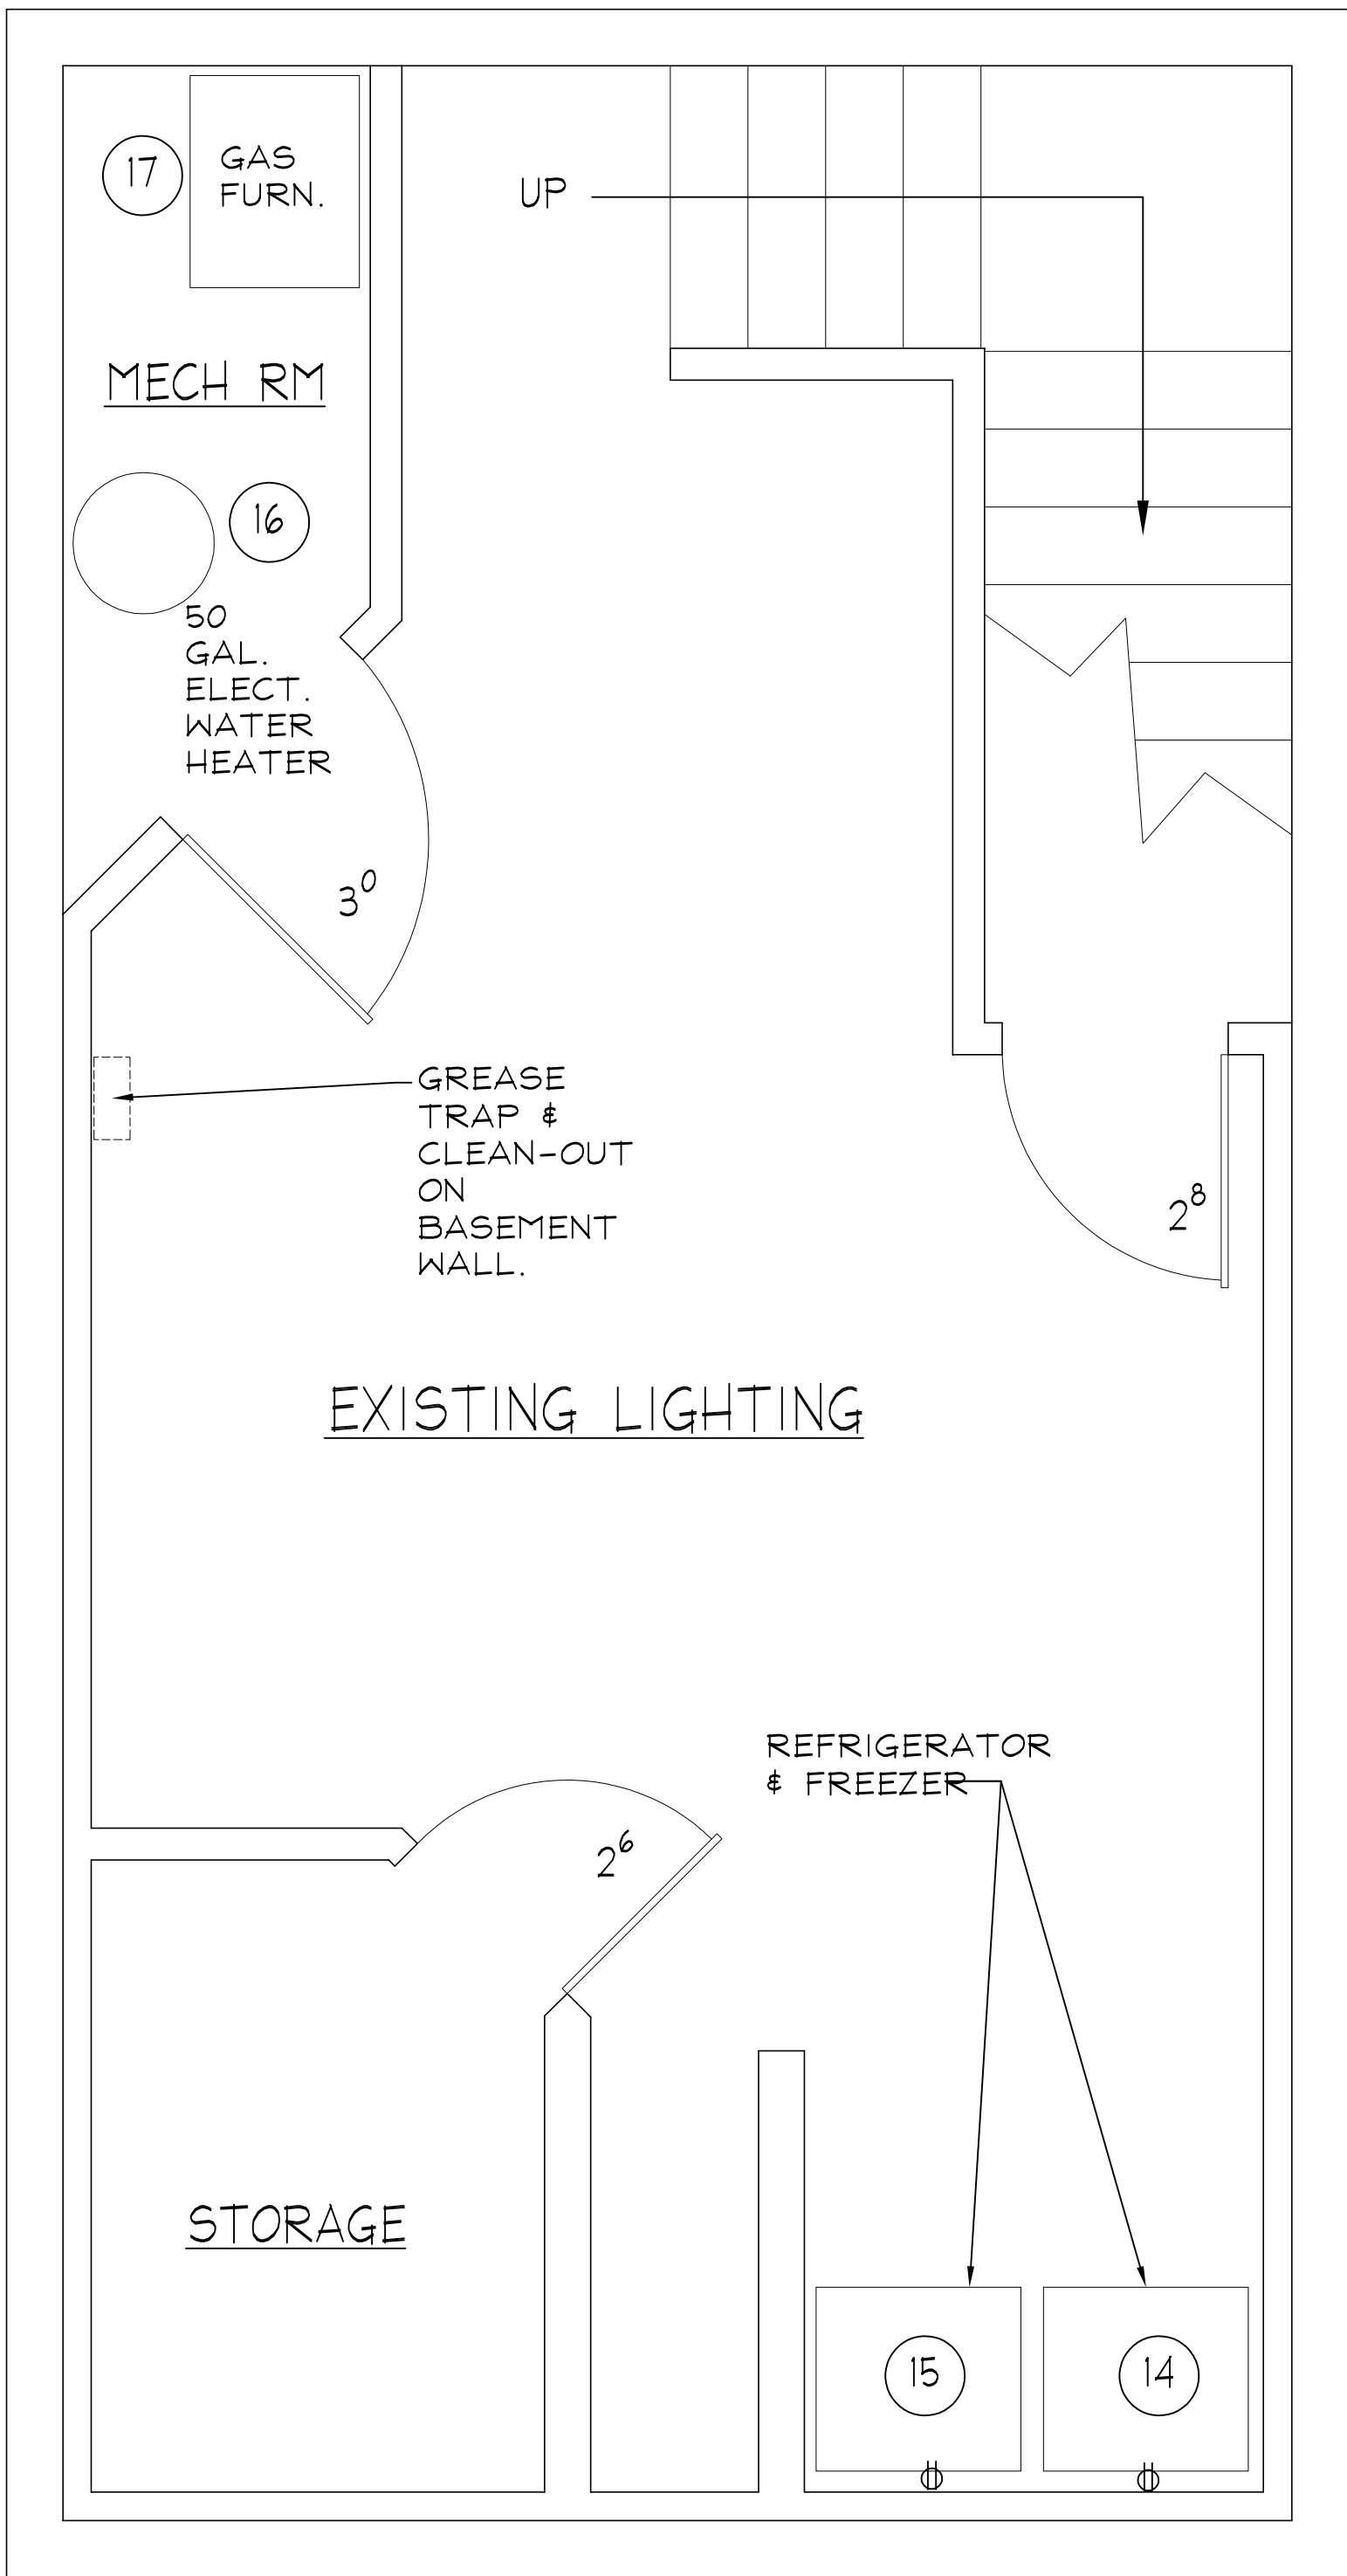 17
GAS
FURN.
UP
MECH RM
16
50
GAL.
ELECT.
WATER
HEATER
3⁰
GREASE
TRAP &
CLEAN-OUT
ON
BASEMENT
WALL.
2⁸
EXISTING LIGHTING
REFRIGERATOR
& FREEZER
2⁶
STORAGE
15
14